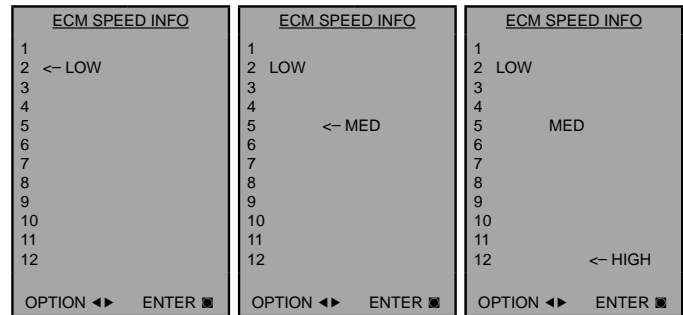 ECM SPEED INFO
1
2 <– LOW
3
4
5
6
7
8
9
10
11
12
OPTION ◄► ENTER ◙
ECM SPEED INFO
1
2 LOW
3
4
5 <– MED
6
7
8
9
10
11
12
OPTION ◄► ENTER ◙
ECM SPEED INFO
1
2 LOW
3
4
5 MED
6
7
8
9
10
11
12 <– HIGH
OPTION ◄► ENTER ◙